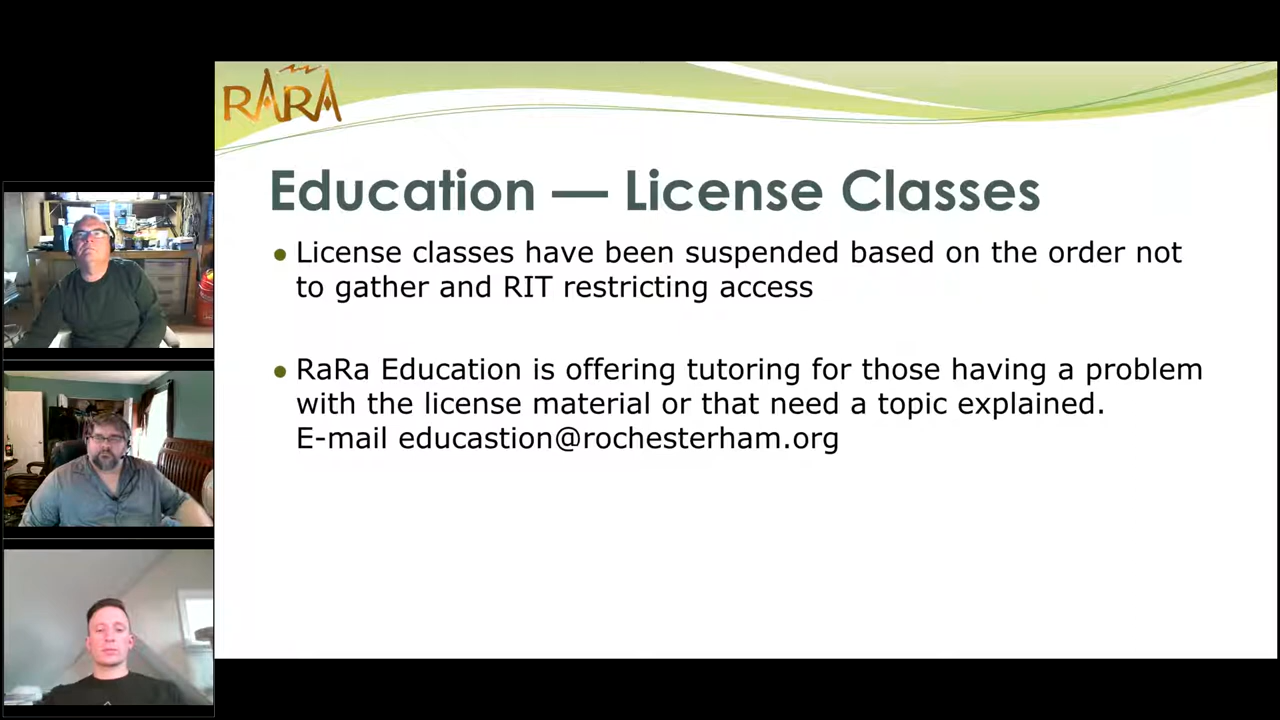 RARA
Education — License Classes
License classes have been suspended based on the order not
to gather and RIT restricting access
RaRa Education is offering tutoring for those having a problem
with the license material or that need a topic explained.
E-mail educastion@rochesterham.org